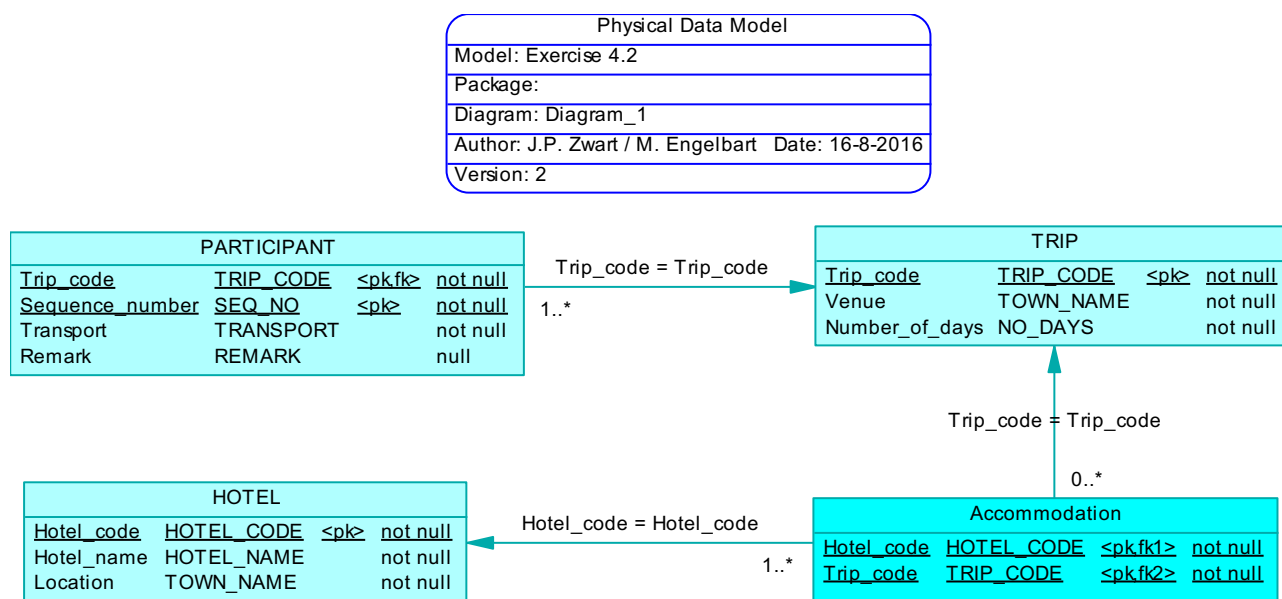 Physical Data Model
Model: Exercise 4.2
Package:
Diagram: Diagram_1
Author: J.P. Zwart / M. Engelbart Date: 16-8-2016
Version: 2
PARTICIPANT
Trip_code TRIP_CODE <pk,fk> not null
Sequence_number SEQ_NO <pk> not null
Transport TRANSPORT not null
Remark REMARK null
Trip_code = Trip_code
1..*
TRIP
Trip_code TRIP_CODE <pk> not null
Venue TOWN_NAME not null
Number_of_days NO_DAYS not null
Trip_code = Trip_code
0..*
HOTEL
Hotel_code HOTEL_CODE <pk> not null
Hotel_name HOTEL_NAME not null
Location TOWN_NAME not null
Hotel_code = Hotel_code
1..*
Accommodation
Hotel_code HOTEL_CODE <pk,fk1> not null
Trip_code TRIP_CODE <pk,fk2> not null